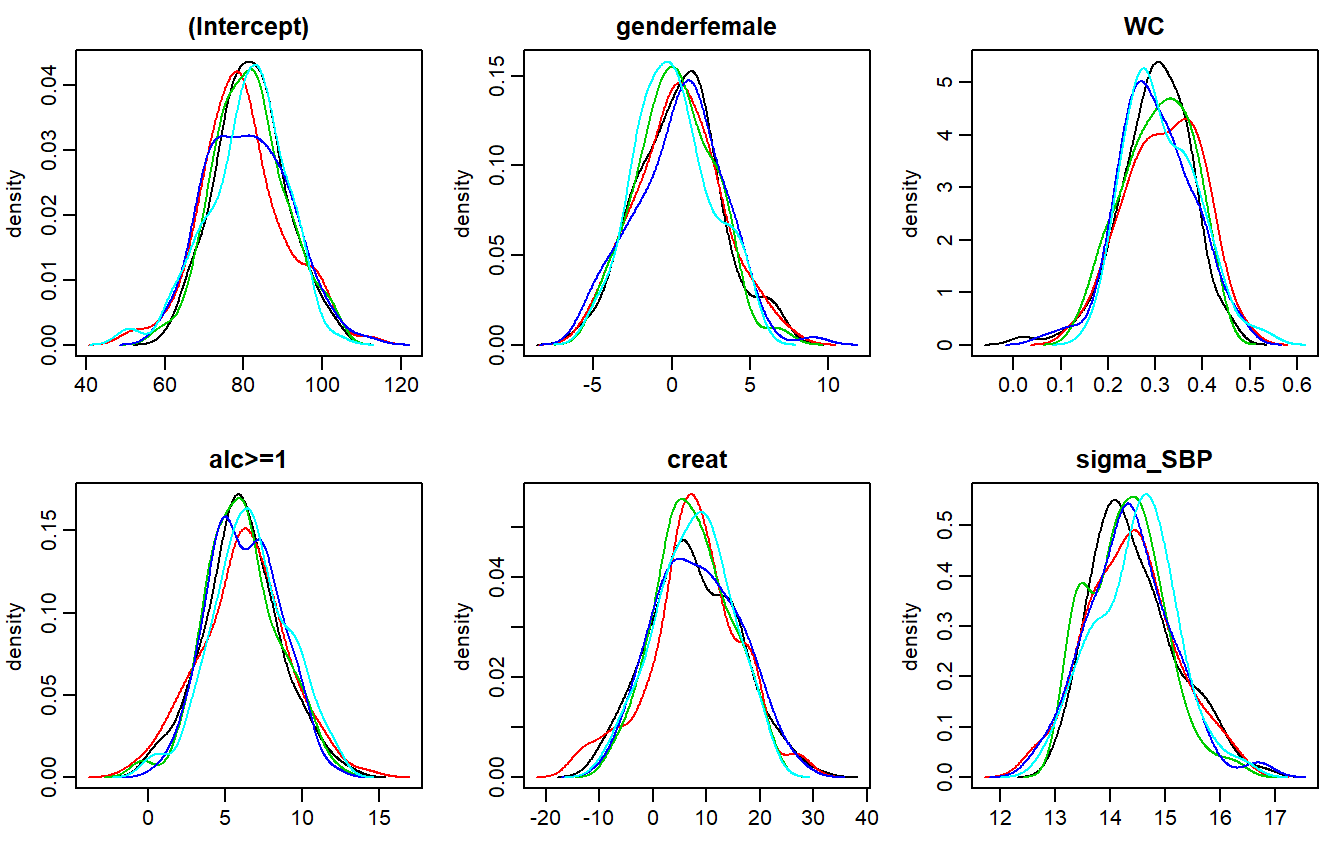 (Intercept)
density
0.00 0.01 0.02 0.03 0.04
40 60 80 100 120
genderfemale
density
0.00 0.05 0.10 0.15
-5 0 5 10
WC
density
0 1 2 3 4 5
0.0 0.1 0.2 0.3 0.4 0.5 0.6
alc>=1
density
0.00 0.05 0.10 0.15
0 5 10 15
creat
density
0.00 0.02 0.04
-20 -10 0 10 20 30 40
sigma_SBP
density
0.0 0.1 0.2 0.3 0.4 0.5
12 13 14 15 16 17